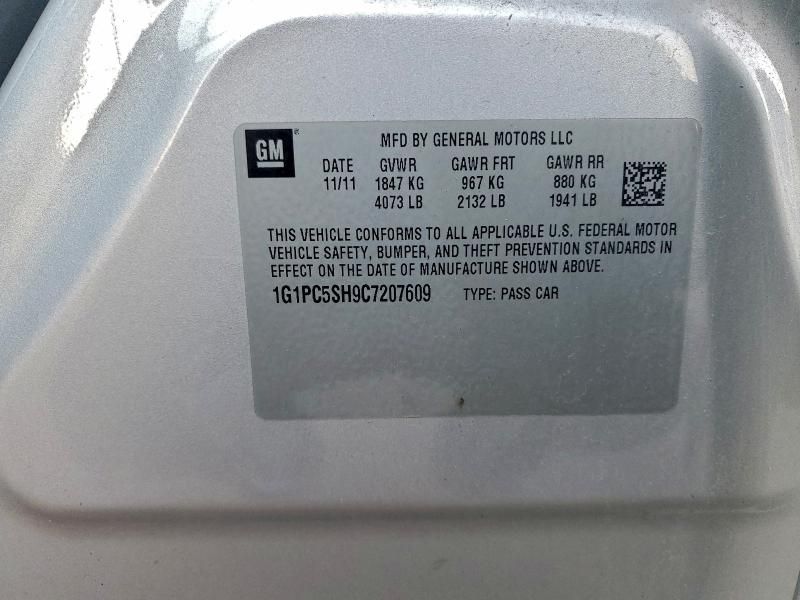 GM ®
MFD BY GENERAL MOTORS LLC
DATE GVWR GAWR FRT GAWR RR
11/11 1847 KG 967 KG 880 KG
4073 LB 2132 LB 1941 LB
THIS VEHICLE CONFORMS TO ALL APPLICABLE U.S. FEDERAL MOTOR
VEHICLE SAFETY, BUMPER, AND THEFT PREVENTION STANDARDS IN
EFFECT ON THE DATE OF MANUFACTURE SHOWN ABOVE.
1G1PC5SH9C7207609 TYPE: PASS CAR